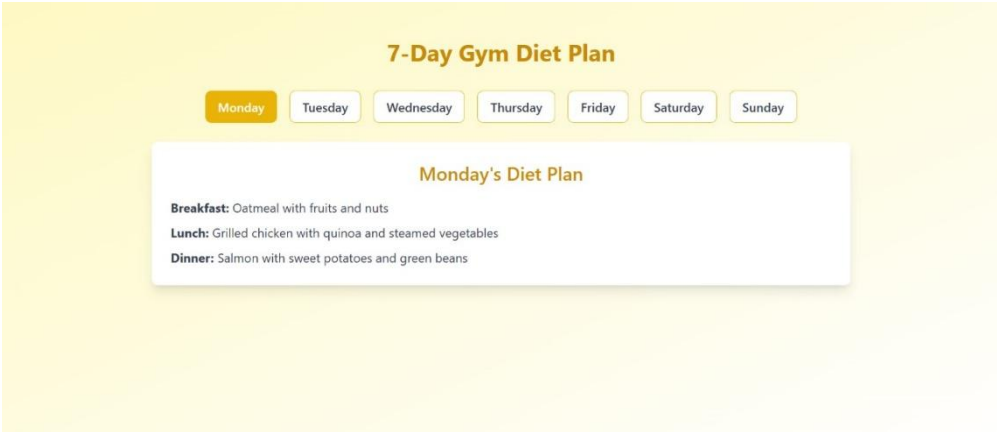 7-Day Gym Diet Plan
Monday Tuesday Wednesday Thursday Friday Saturday Sunday
Monday's Diet Plan
Breakfast: Oatmeal with fruits and nuts
Lunch: Grilled chicken with quinoa and steamed vegetables
Dinner: Salmon with sweet potatoes and green beans